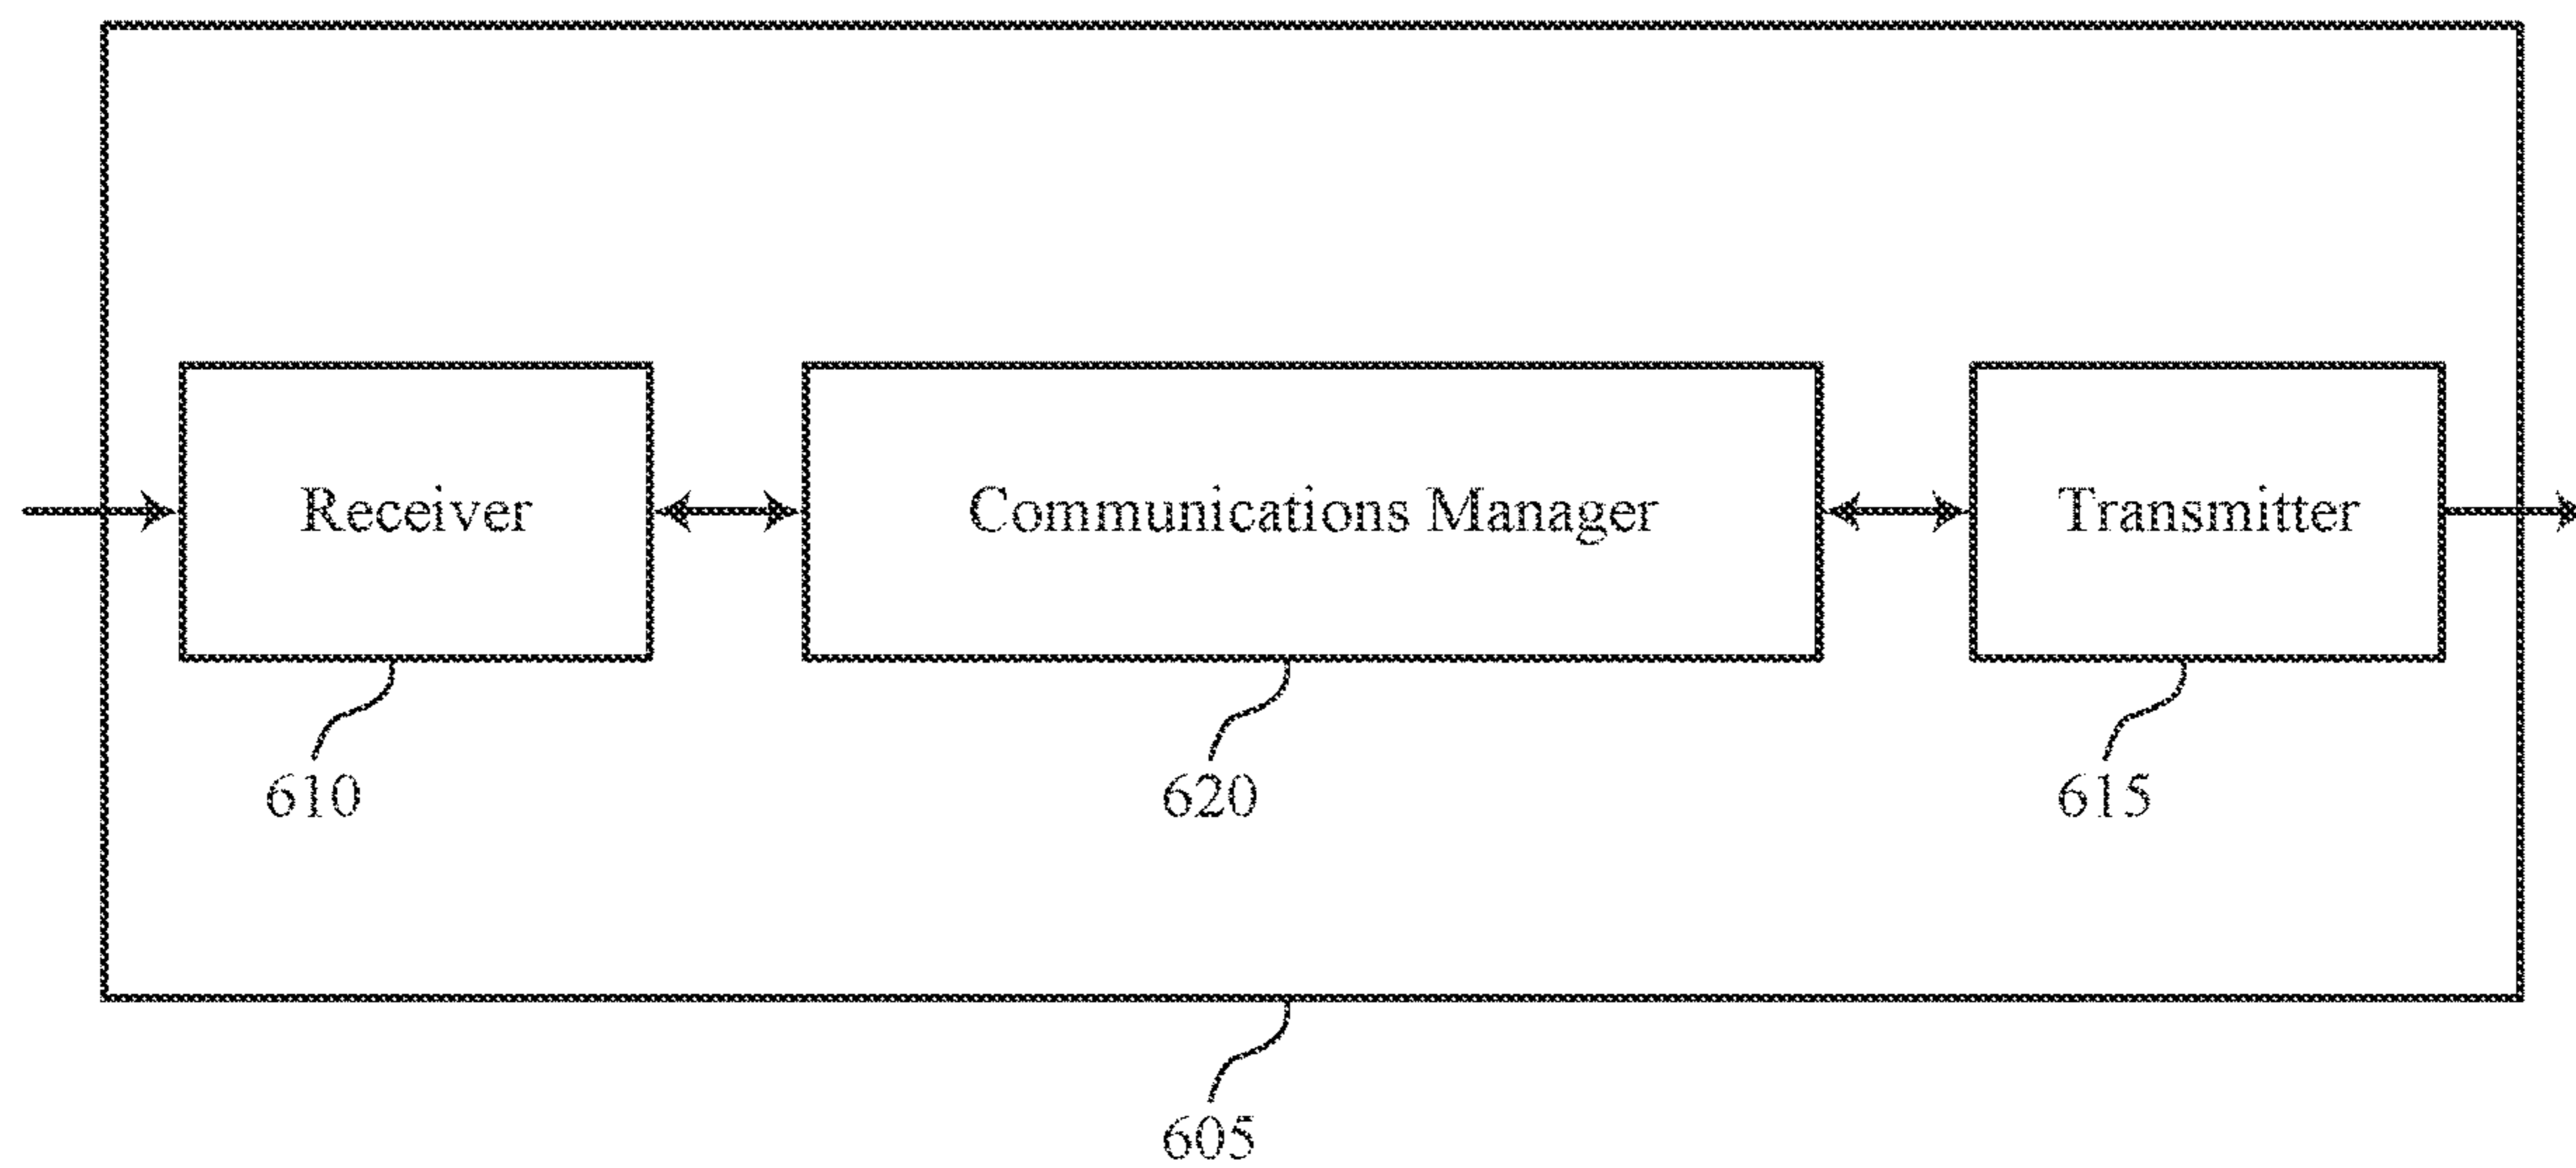 Receiver
Communications Manager
Transmitter
610
620
615
605